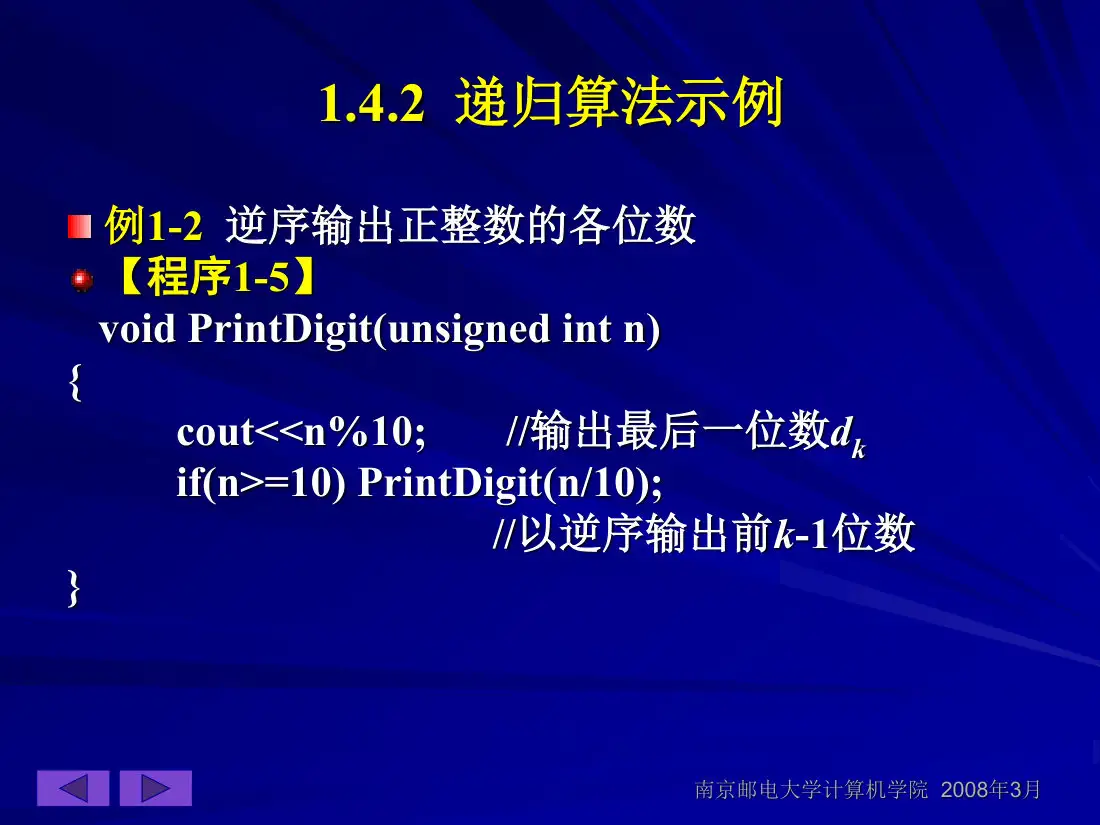 1.4.2 递归算法示例
例1-2 逆序输出正整数的各位数
【程序1-5】
void PrintDigit(unsigned int n)
{
cout<<n%10; //输出最后一位数dk
if(n>=10) PrintDigit(n/10);
//以逆序输出前k-1位数
}
南京邮电大学计算机学院 2008年3月